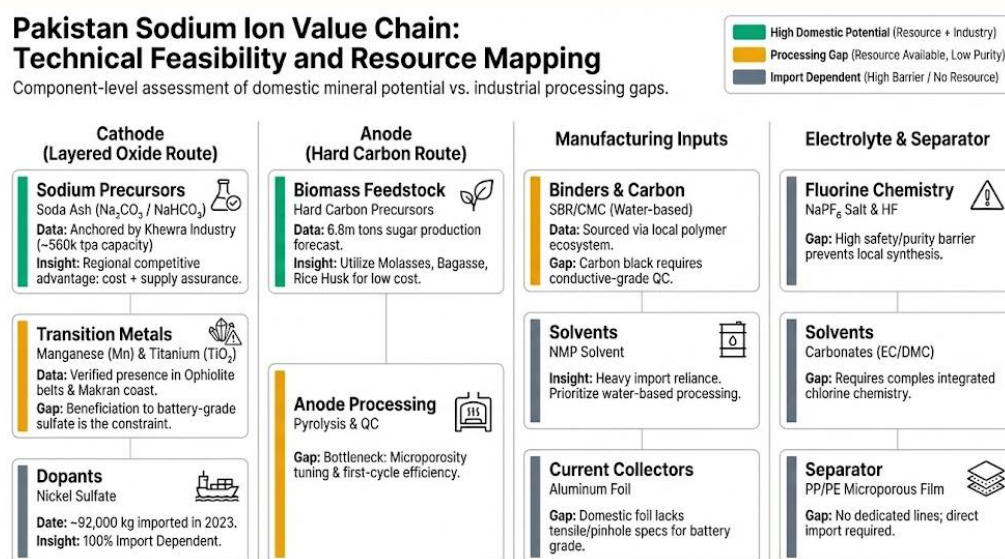 Pakistan Sodium Ion Value Chain:
Technical Feasibility and Resource Mapping
Component-level assessment of domestic mineral potential vs. industrial processing gaps.
High Domestic Potential (Resource + Industry)
Processing Gap (Resource Available, Low Purity)
Import Dependent (High Barrier / No Resource)
Cathode
(Layered Oxide Route)
Sodium Precursors
Soda Ash (Na₂CO₃ / NaHCO₃)
Data: Anchored by Khewra Industry
(~560k tpa capacity)
Insight: Regional competitive
advantage: cost + supply assurance.
Transition Metals
Manganese (Mn) & Titanium (TiO₂)
Data: Verified presence in Ophiolite
belts & Makran coast.
Gap: Beneficiation to battery-grade
sulfate is the constraint.
Dopants
Nickel Sulfate
Date: ~92,000 kg imported in 2023.
Insight: 100% Import Dependent.
Anode
(Hard Carbon Route)
Biomass Feedstock
Hard Carbon Precursors
Data: 6.8m tons sugar production
forecast.
Insight: Utilize Molasses, Bagasse,
Rice Husk for low cost.
Anode Processing
Pyrolysis & QC
Gap: Bottleneck: Microporosity
tuning & first-cycle efficiency.
Manufacturing Inputs
Binders & Carbon
SBR/CMC (Water-based)
Data: Sourced via local polymer
ecosystem.
Gap: Carbon black requires
conductive-grade QC.
Solvents
NMP Solvent
Insight: Heavy import reliance.
Prioritize water-based processing.
Current Collectors
Aluminum Foil
Gap: Domestic foil lacks
tensile/pinhole specs for battery
grade.
Electrolyte & Separator
Fluorine Chemistry
NaPF₆ Salt & HF
Gap: High safety/purity barrier
prevents local synthesis.
Solvents
Carbonates (EC/DMC)
Gap: Requires comples integrated
chlorine chemistry.
Separator
PP/PE Microporous Film
Gap: No dedicated lines; direct
import required.